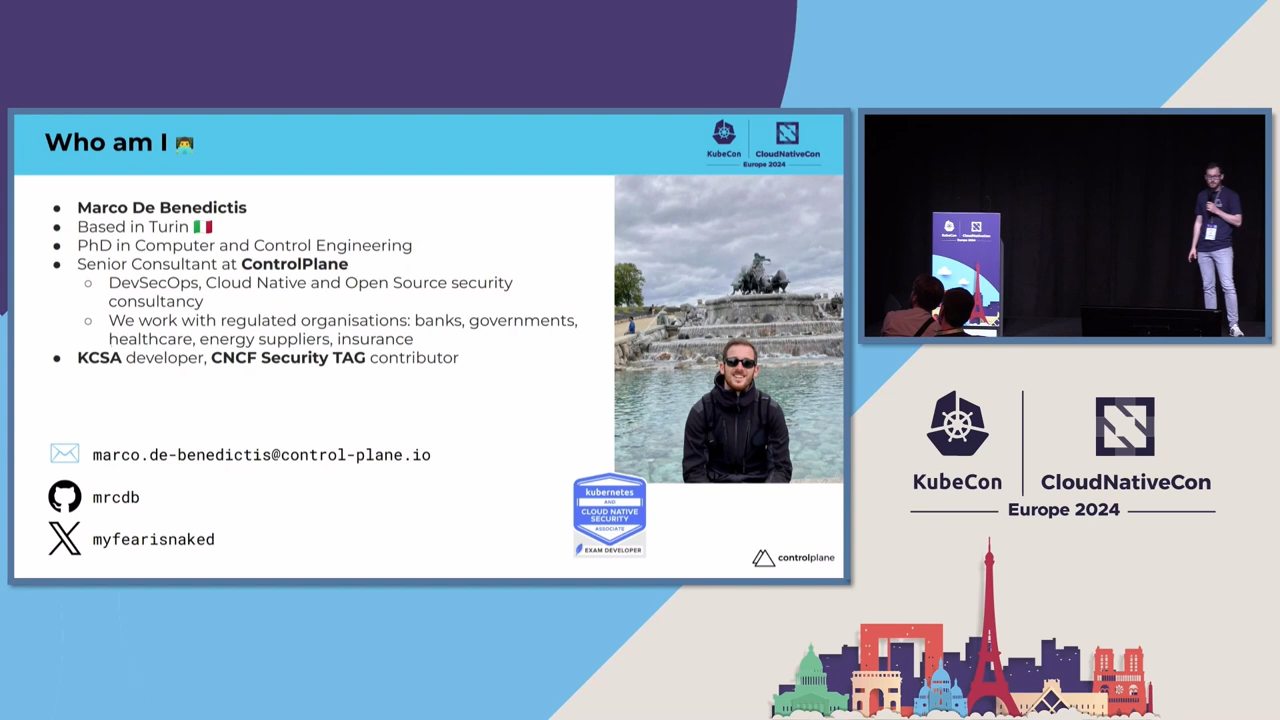 Who am I 👨‍💻
KubeCon
CloudNativeCon
Europe 2024
Marco De Benedictis
Based in Turin 🇮🇹
PhD in Computer and Control Engineering
Senior Consultant at ControlPlane
DevSecOps, Cloud Native and Open Source security
consultancy
We work with regulated organisations: banks, governments,
healthcare, energy suppliers, insurance
KCSA developer, CNCF Security TAG contributor
marco.de-benedictis@control-plane.io
mrcdb
myfearisnaked
kubernetes
AND
CLOUD NATIVE
SECURITY
ASSOCIATE
EXAM DEVELOPER
controlplane
KubeCon
CloudNativeCon
Europe 2024